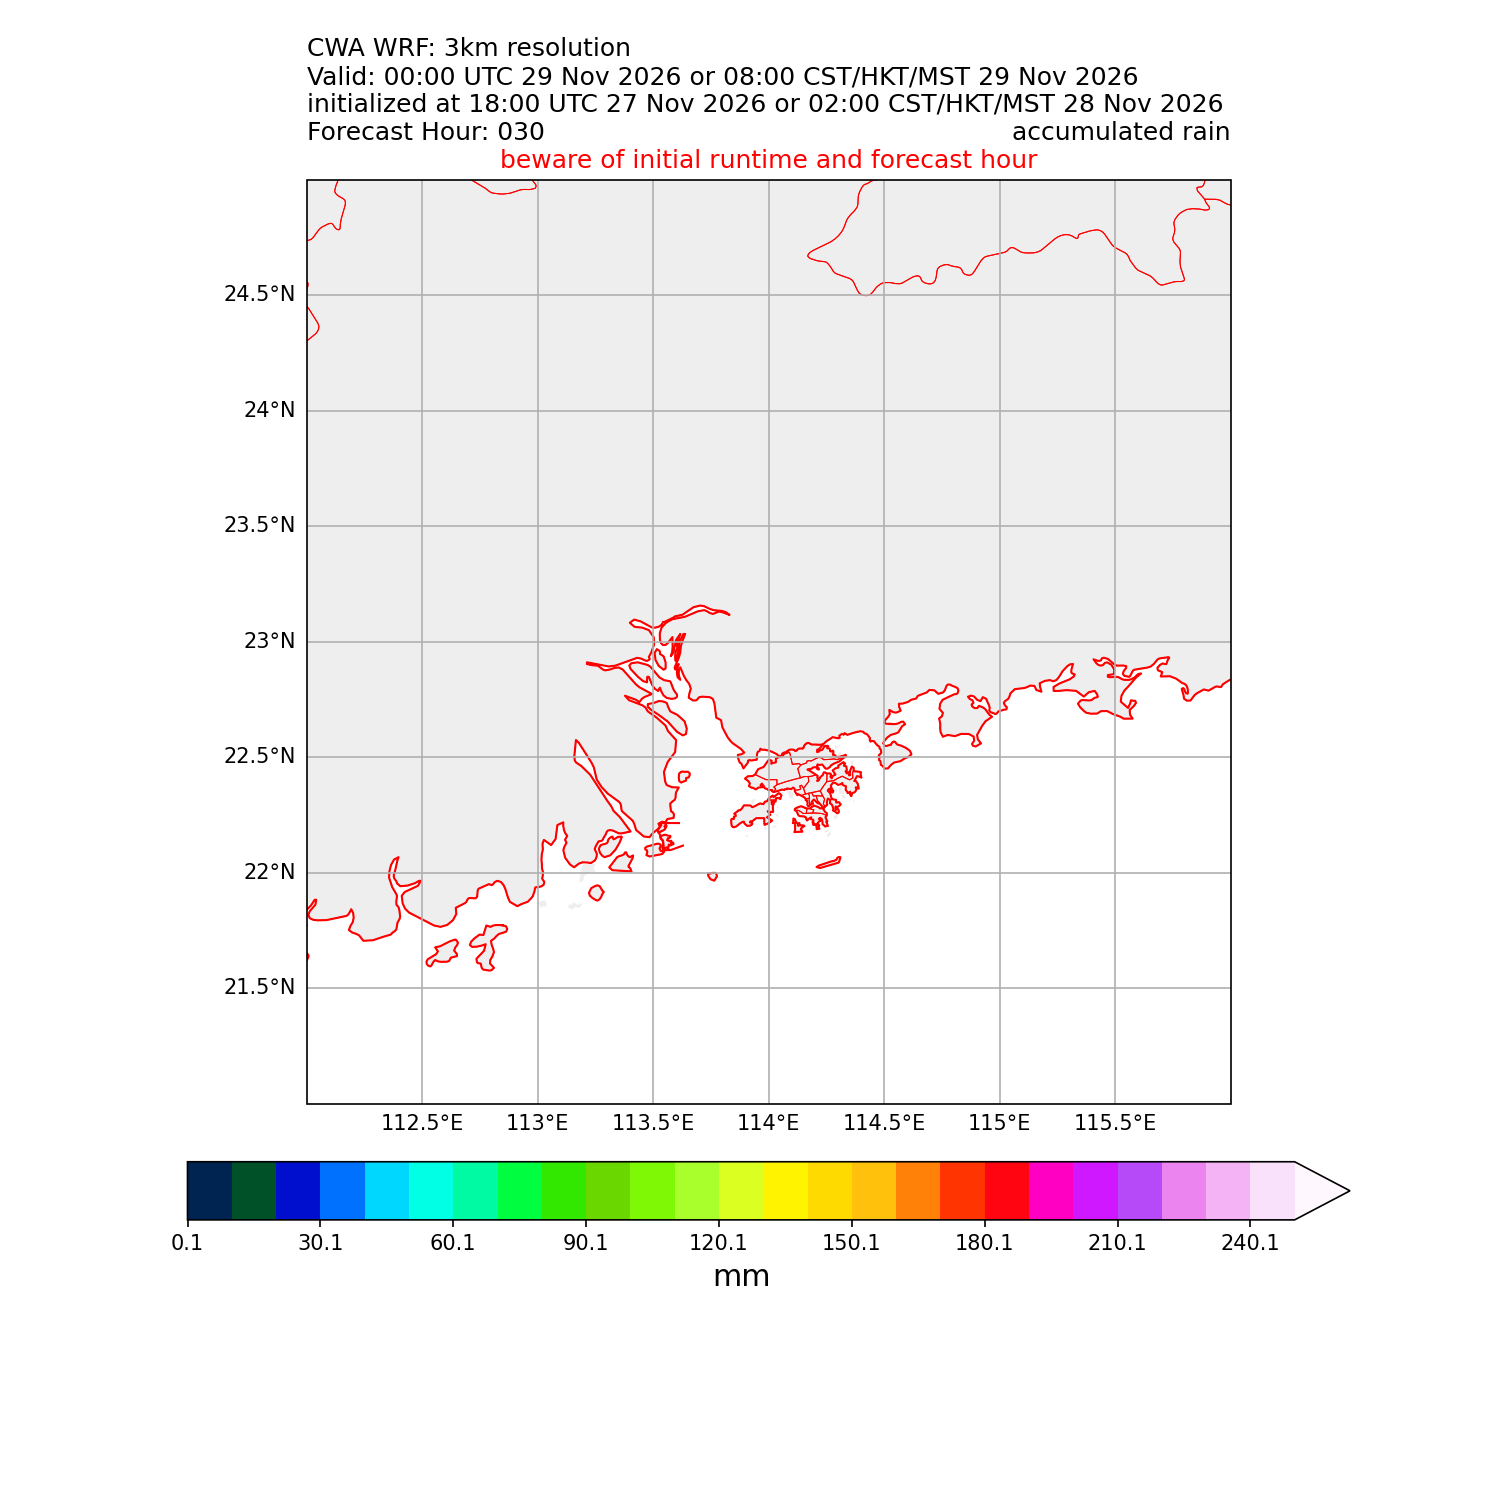 CWA WRF: 3km resolution
Valid: 00:00 UTC 29 Nov 2026 or 08:00 CST/HKT/MST 29 Nov 2026
initialized at 18:00 UTC 27 Nov 2026 or 02:00 CST/HKT/MST 28 Nov 2026
Forecast Hour: 030 accumulated rain
beware of initial runtime and forecast hour
24.5°N
24°N
23.5°N
23°N
22.5°N
22°N
21.5°N
112.5°E 113°E 113.5°E 114°E 114.5°E 115°E 115.5°E
0.1 30.1 60.1 90.1 120.1 150.1 180.1 210.1 240.1
mm